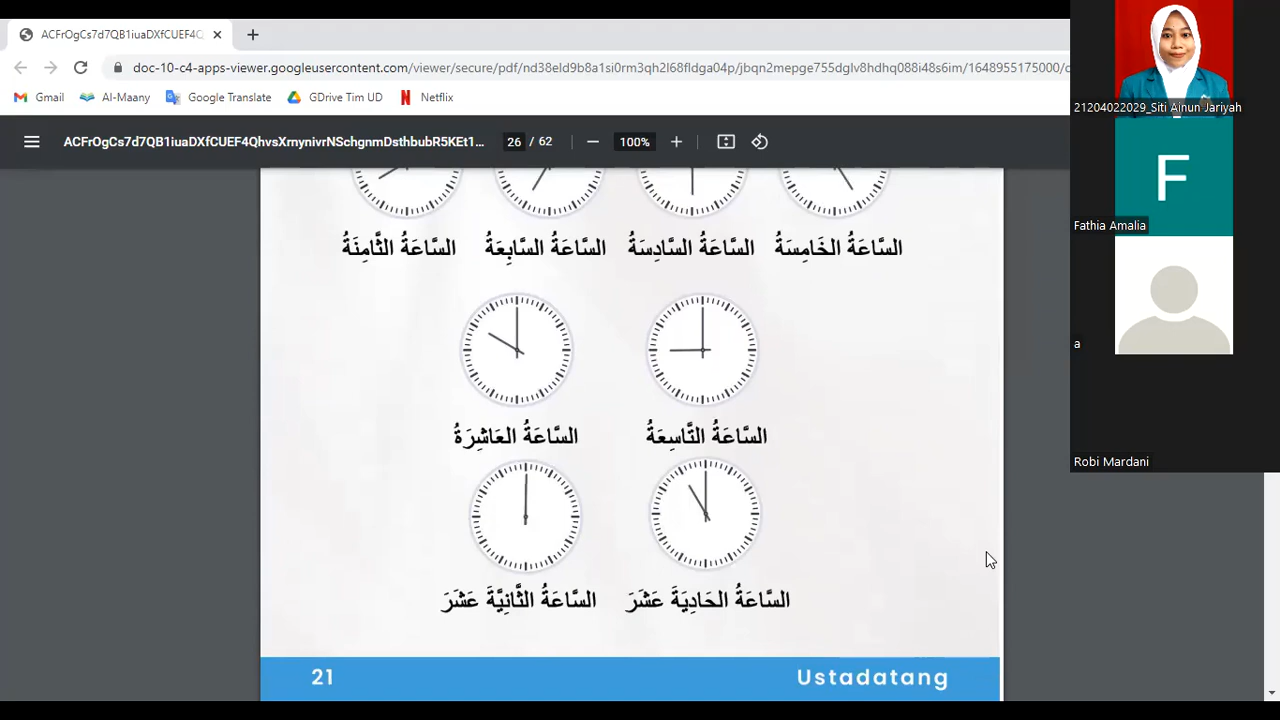 ACFrOgCs7d7QB1iuaDXfCUEF4Q
doc-10-c4-apps-viewer.googleusercontent.com/viewer/secure/pdf/nd38eld9b8a1si0rm3qh2l68fldga04p/jbqn2mepge755dglv8hdhq088i48s6im/1648955175000/
Gmail Al-Maany Google Translate GDrive Tim UD Netflix
ACFrOgCs7d7QB1iuaDXfCUEF4QhvsXrnynivrNSchgnmDsthbubR5KEt1... 26 / 62 100%
السَّاعَةُ الخَامِسَةُ السَّاعَةُ السَّادِسَةُ السَّاعَةُ السَّابِعَةُ السَّاعَةُ الثَّامِنَةُ
السَّاعَةُ التَّاسِعَةُ السَّاعَةُ العَاشِرَةُ
السَّاعَةُ الحَادِيَةَ عَشَرَ السَّاعَةُ الثَّانِيَّةَ عَشَرَ
21 Ustadatang
21204022029_Siti Ainun Jariyah
F
Fathia Amalia
a
Robi Mardani